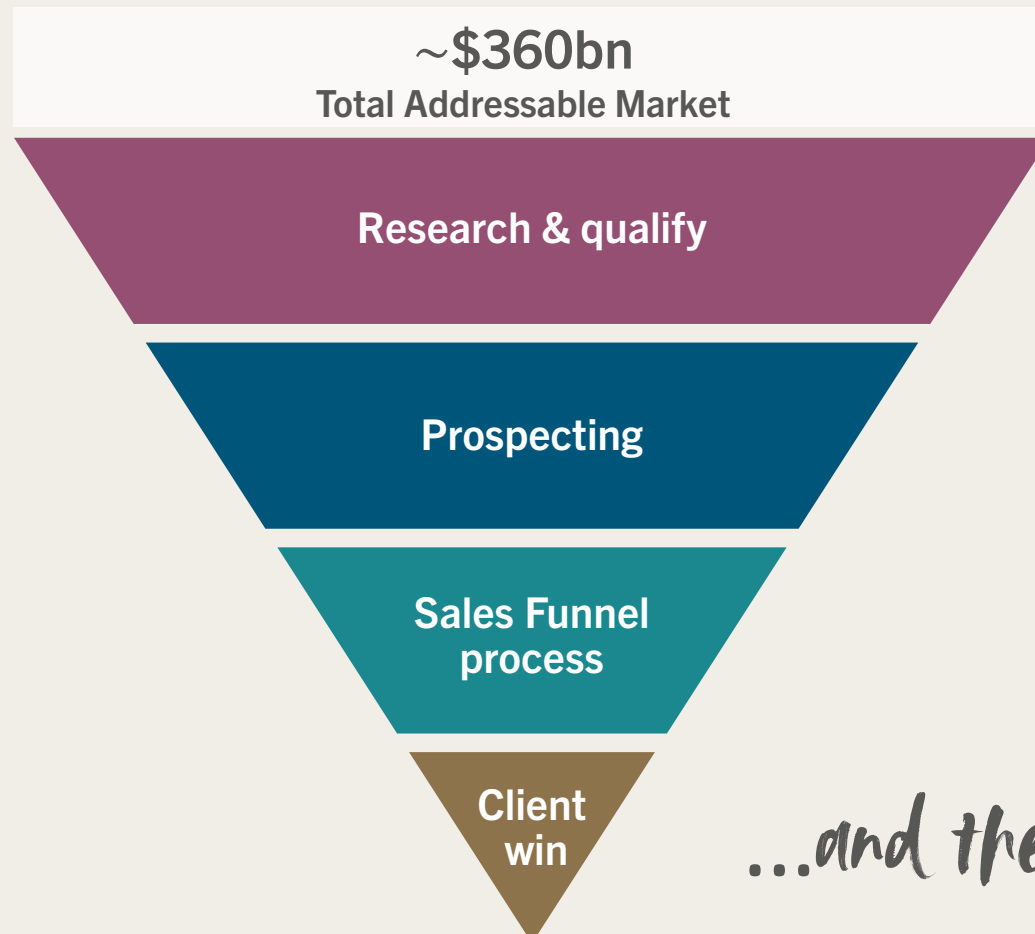 ~$360bn
Total Addressable Market
Research & qualify
Prospecting
Sales Funnel
process
Client
win
...and the